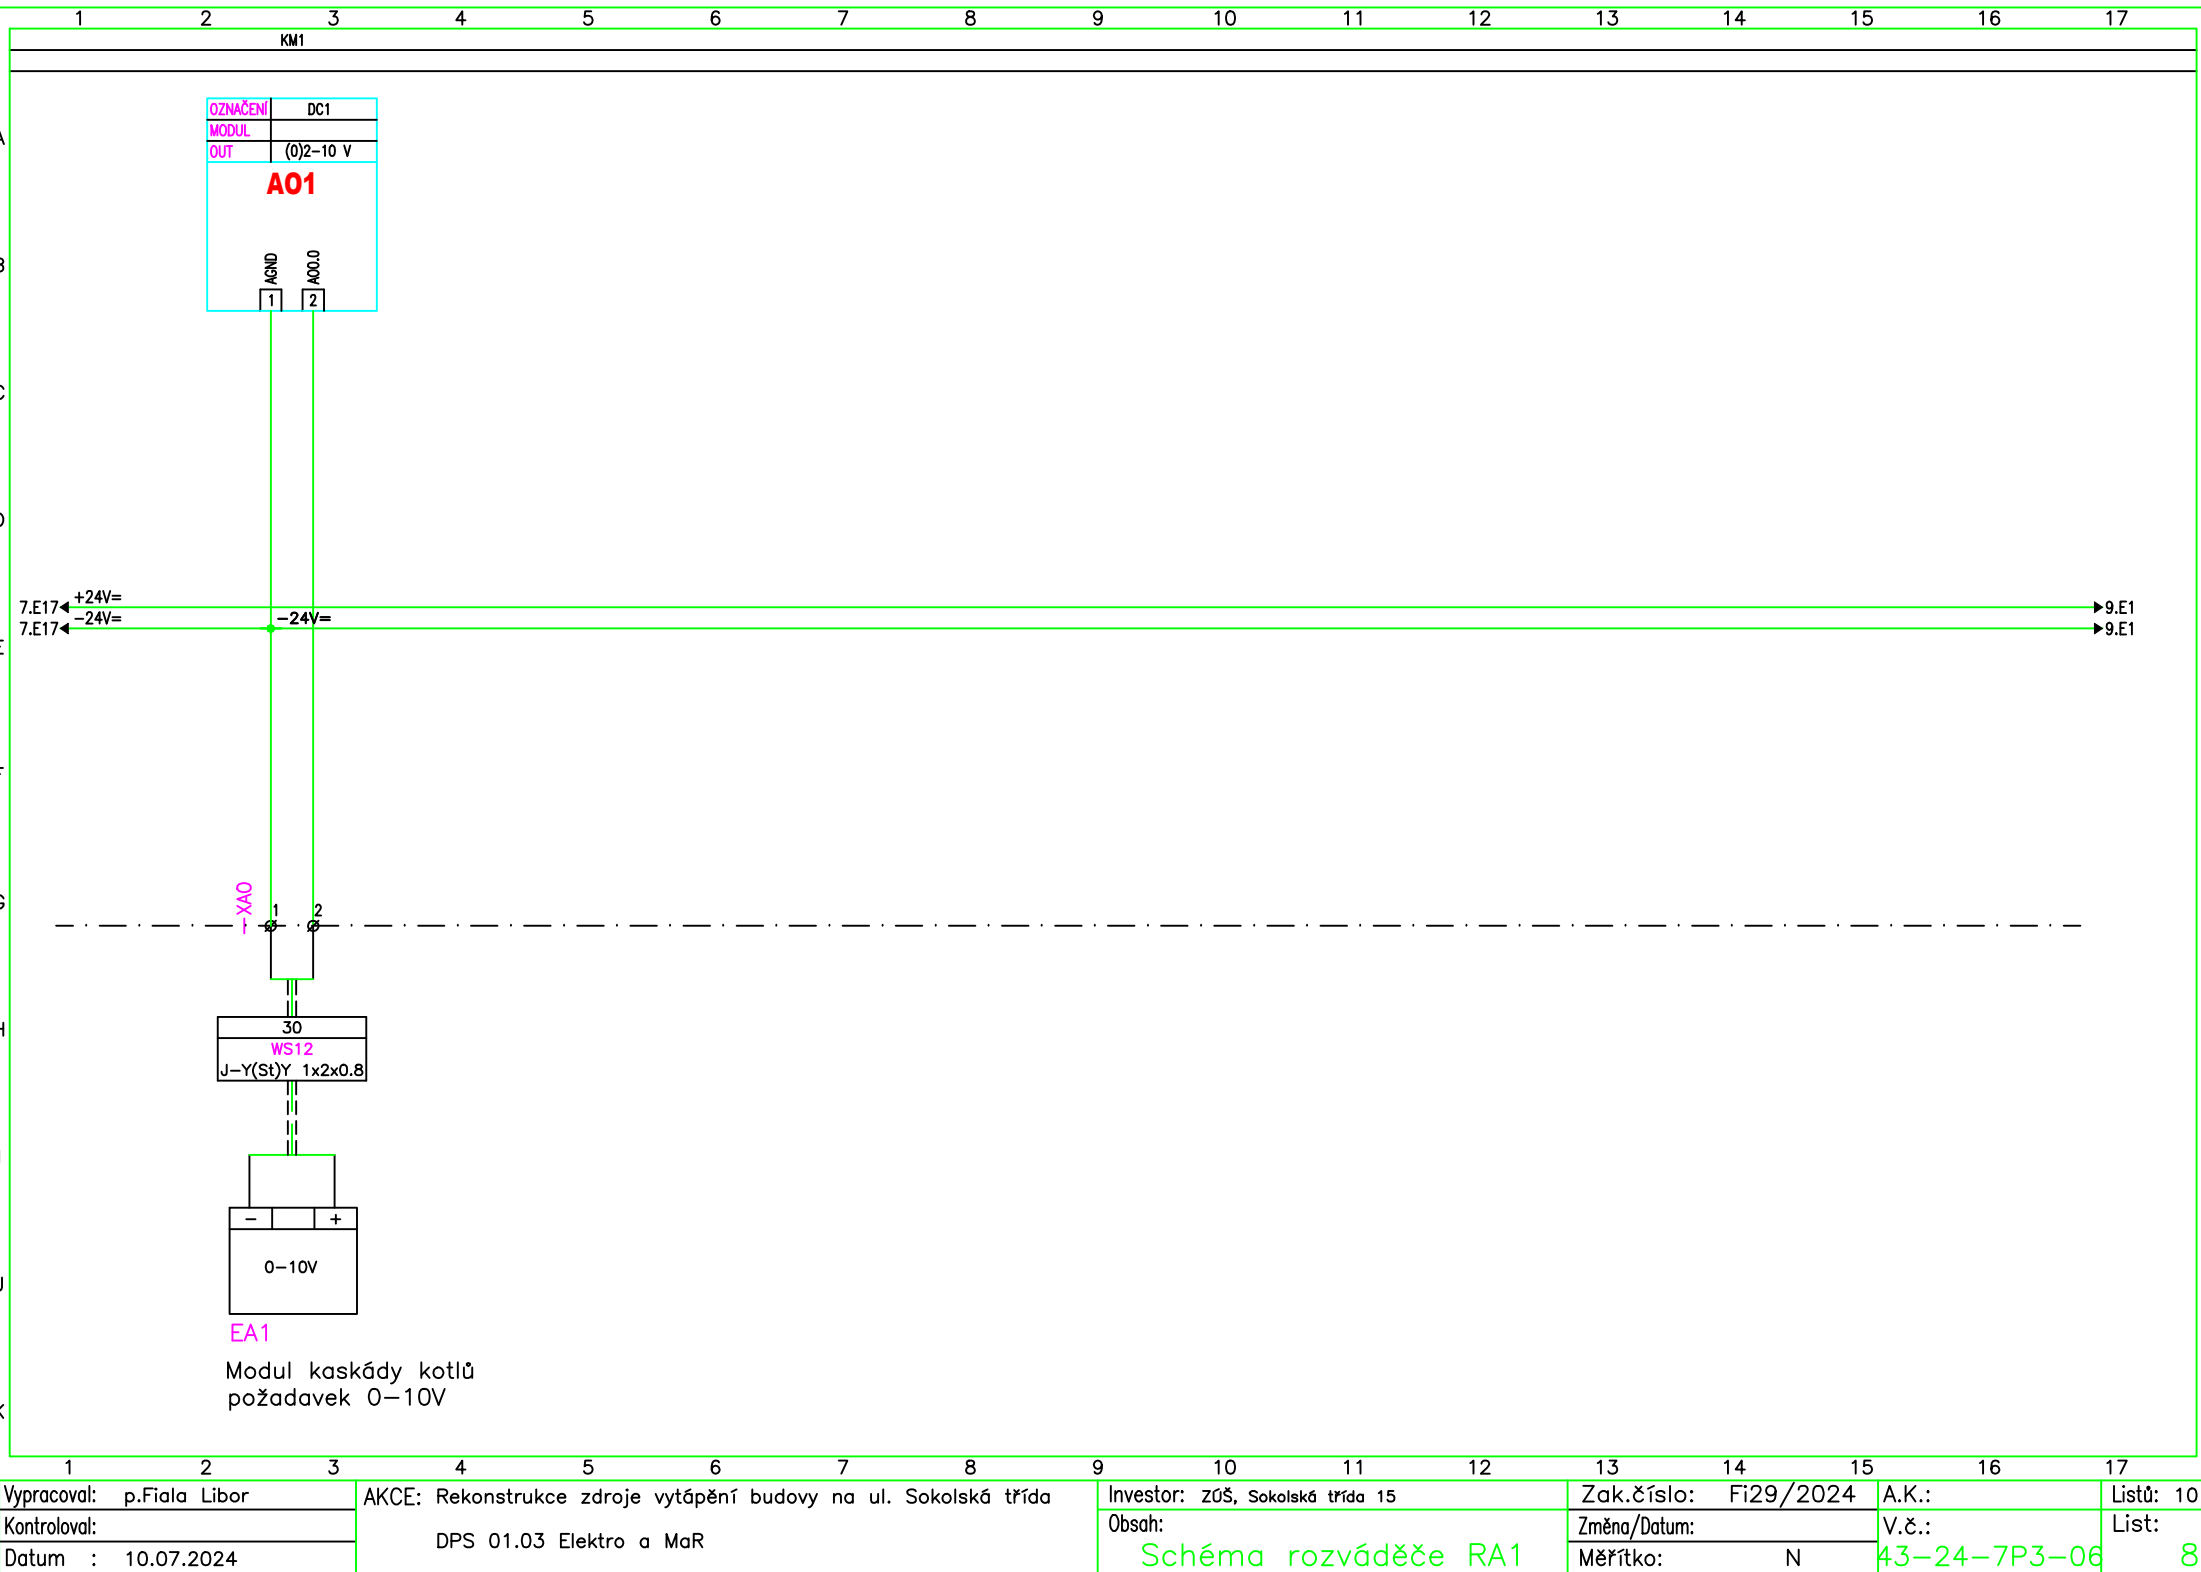 1 2 3 4 5 6 7 8 9 10 11 12 13 14 15 16 17
KM1
OZNAČENÍ DC1
MODUL
OUT (0)2-10 V
AO1
AGND AO0.0
1 2
A
B
C
D
7.E17 +24V= 9.E1
7.E17 -24V= -24V= 9.E1
E
F
G
-XAO 1 2
H
30
WS12
J-Y(St)Y 1x2x0.8
- +
0-10V
J
EA1
Modul kaskády kotlů
požadavek 0-10V
K
1 2 3 4 5 6 7 8 9 10 11 12 13 14 15 16 17
Vypracoval: p.Fiala Libor
Kontroloval:
Datum : 10.07.2024
AKCE: Rekonstrukce zdroje vytápění budovy na ul. Sokolská třída
DPS 01.03 Elektro a MaR
Investor: ZÚŠ, Sokolská třída 15
Obsah:
Schéma rozváděče RA1
Zak.číslo: Fi29/2024
Změna/Datum:
Měřítko: N
A.K.:
V.č.:
43-24-7P3-06
Listů: 10
List:
8